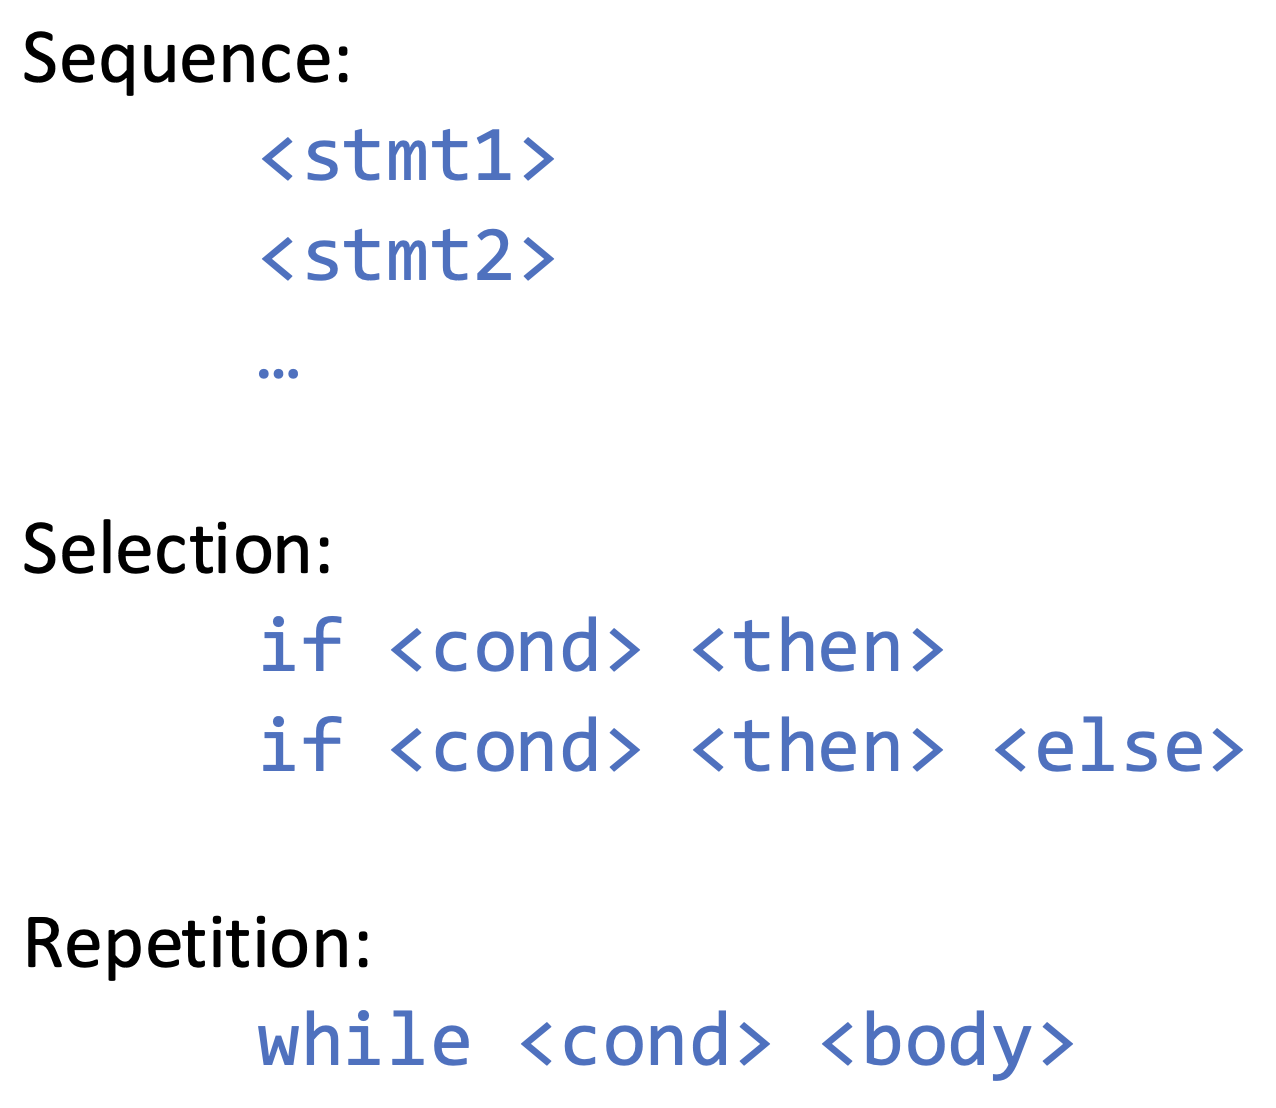 Sequence:
<stmt1>
<stmt2>
…
Selection:
if <cond> <then>
if <cond> <then> <else>
Repetition:
while <cond> <body>